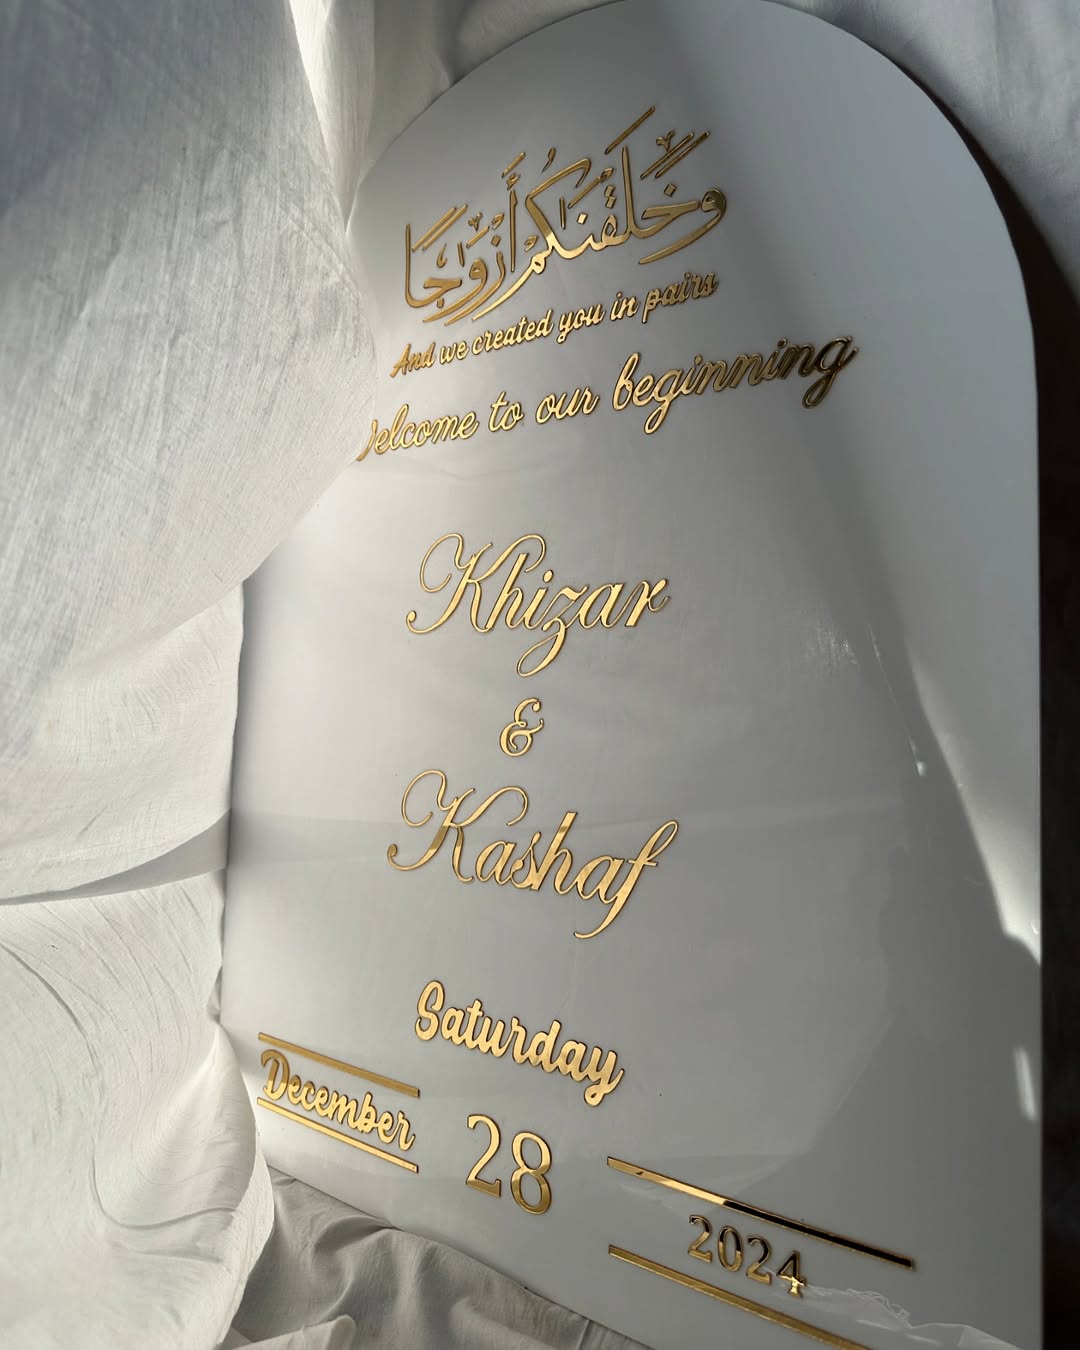 وخلقنكم أزوجا
And we created you in pairs
Welcome to our beginning
Khizar
&
Kashaf
Saturday
December 28 2024